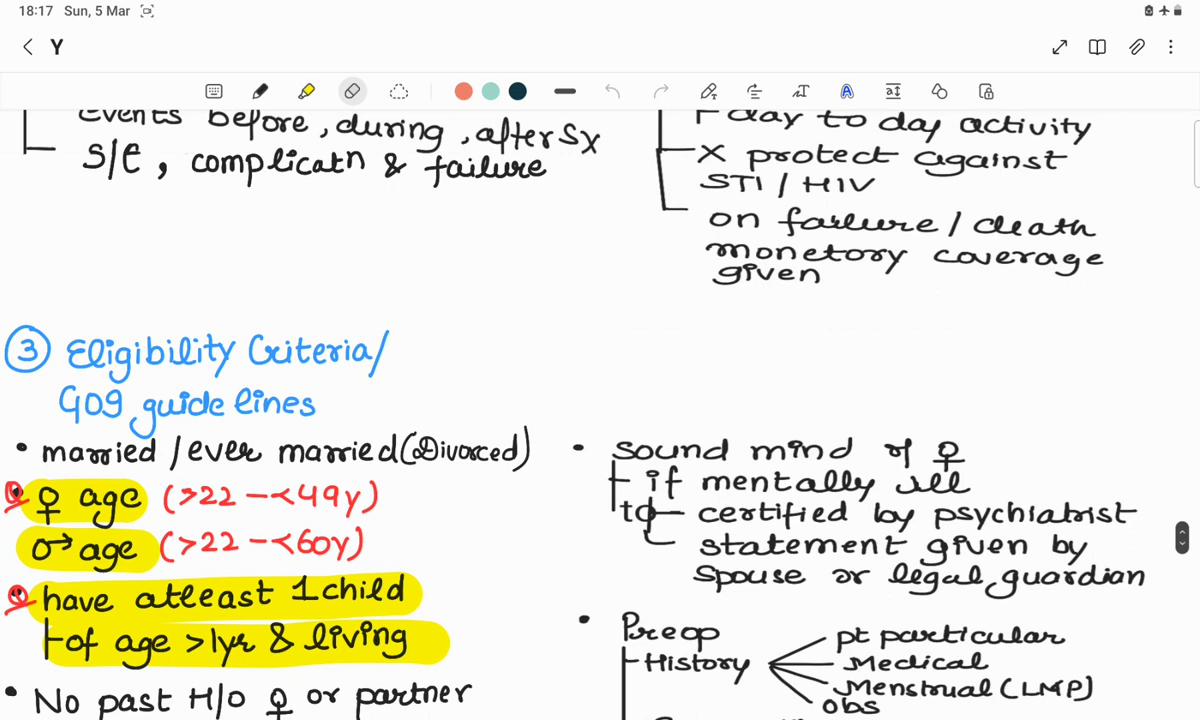 18:17 Sun, 5 Mar
Y
events before, during, after Sx
S/E, complicatn & failure
day to day activity
X protect against
STI / HIV
on failure / death
monetory coverage
given
③ Eligibility Criteria/
GOI guide lines
• married / ever married (Divorced)
Q ♀ age (>22 - <49y)
♂ age (>22 - <60y)
Q have atleast 1 child
of age >1yr & living
• No past H/o ♀ or partner
• Sound mind of ♀
if mentally ill
certified by psychiatrist
statement given by
Spouse or legal guardian
• Preop
History
pt particular
Medical
Menstrual (LMP)
obs